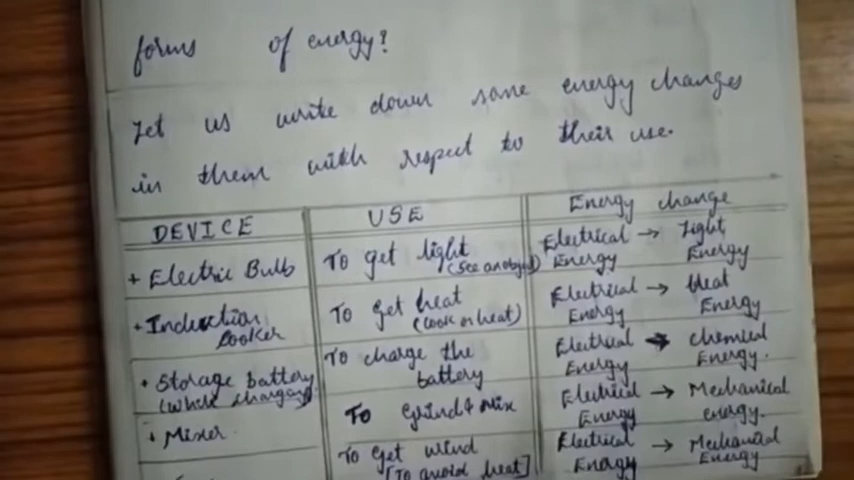 forms of energy?
Let us write down some energy changes
in them with respect to their use.
DEVICE USE Energy change
+ Electric Bulb To get light (see an object) Electrical Energy → Light Energy
+ Induction Cooker To get heat (cook or heat) Electrical Energy → Heat Energy
+ Storage battery (while charging) To charge the battery Electrical Energy → chemical Energy.
+ Mixer To Grind & Mix Electrical Energy → Mechanical energy.
To get wind [To avoid heat] Electrical Energy → Mechanical Energy